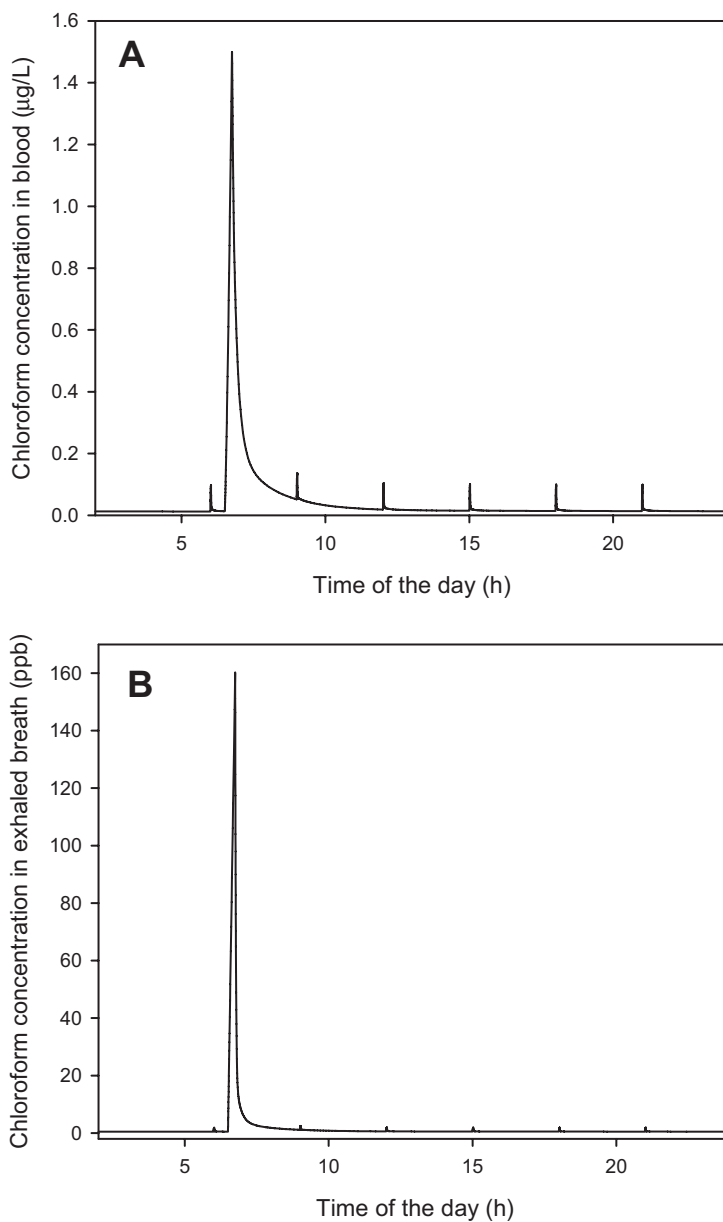 A
Chloroform concentration in blood (μg/L)
1.6
1.4
1.2
1.0
0.8
0.6
0.4
0.2
0.0
5 10 15 20
Time of the day (h)
B
Chloroform concentration in exhaled breath (ppb)
160
140
120
100
80
60
40
20
0
5 10 15 20
Time of the day (h)